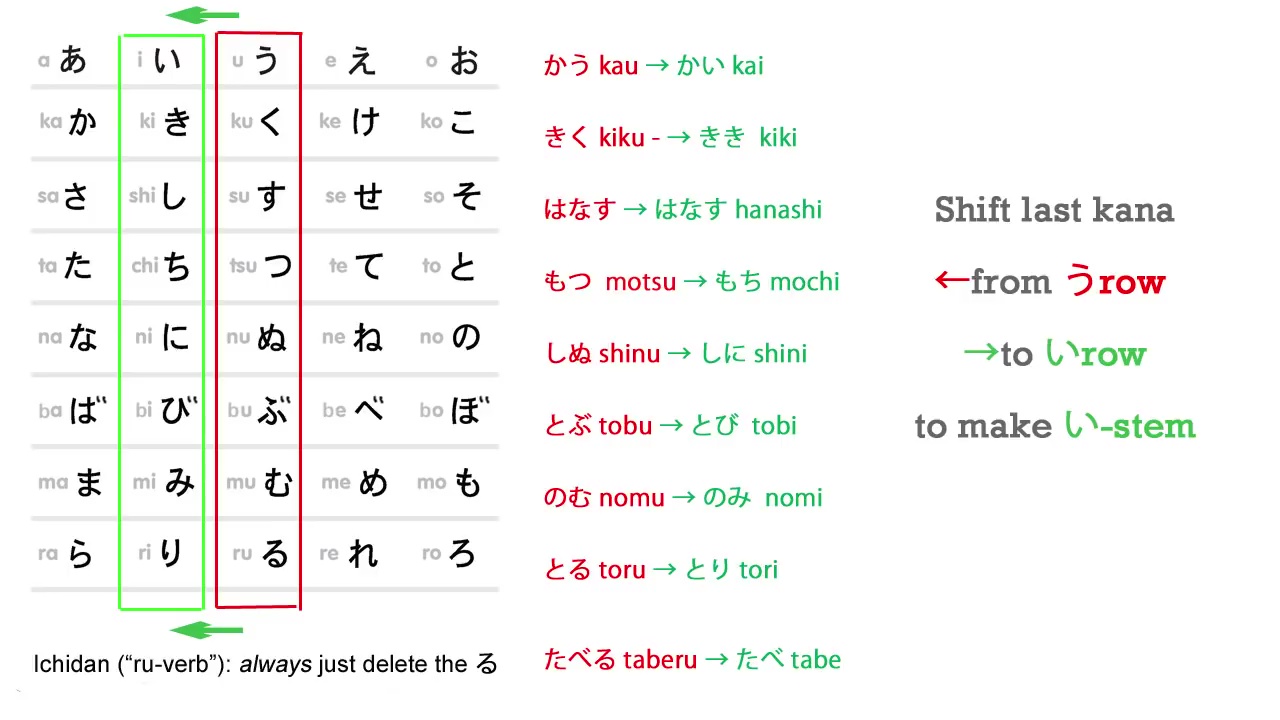 a あ i い u う e え o お
ka か ki き ku く ke け ko こ
sa さ shi し su す se せ so そ
ta た chi ち tsu つ te て to と
na な ni に nu ぬ ne ね no の
ba ば bi び bu ぶ be べ bo ぼ
ma ま mi み mu む me め mo も
ra ら ri り ru る re れ ro ろ
Ichidan (“ru-verb”): always just delete the る
かう kau → かい kai
きく kiku - → きき kiki
はなす → はなす hanashi
もつ motsu → もち mochi
しぬ shinu → しに shini
とぶ tobu → とび tobi
のむ nomu → のみ nomi
とる toru → とり tori
たべる taberu → たべ tabe
Shift last kana
←from うrow
→to いrow
to make い-stem